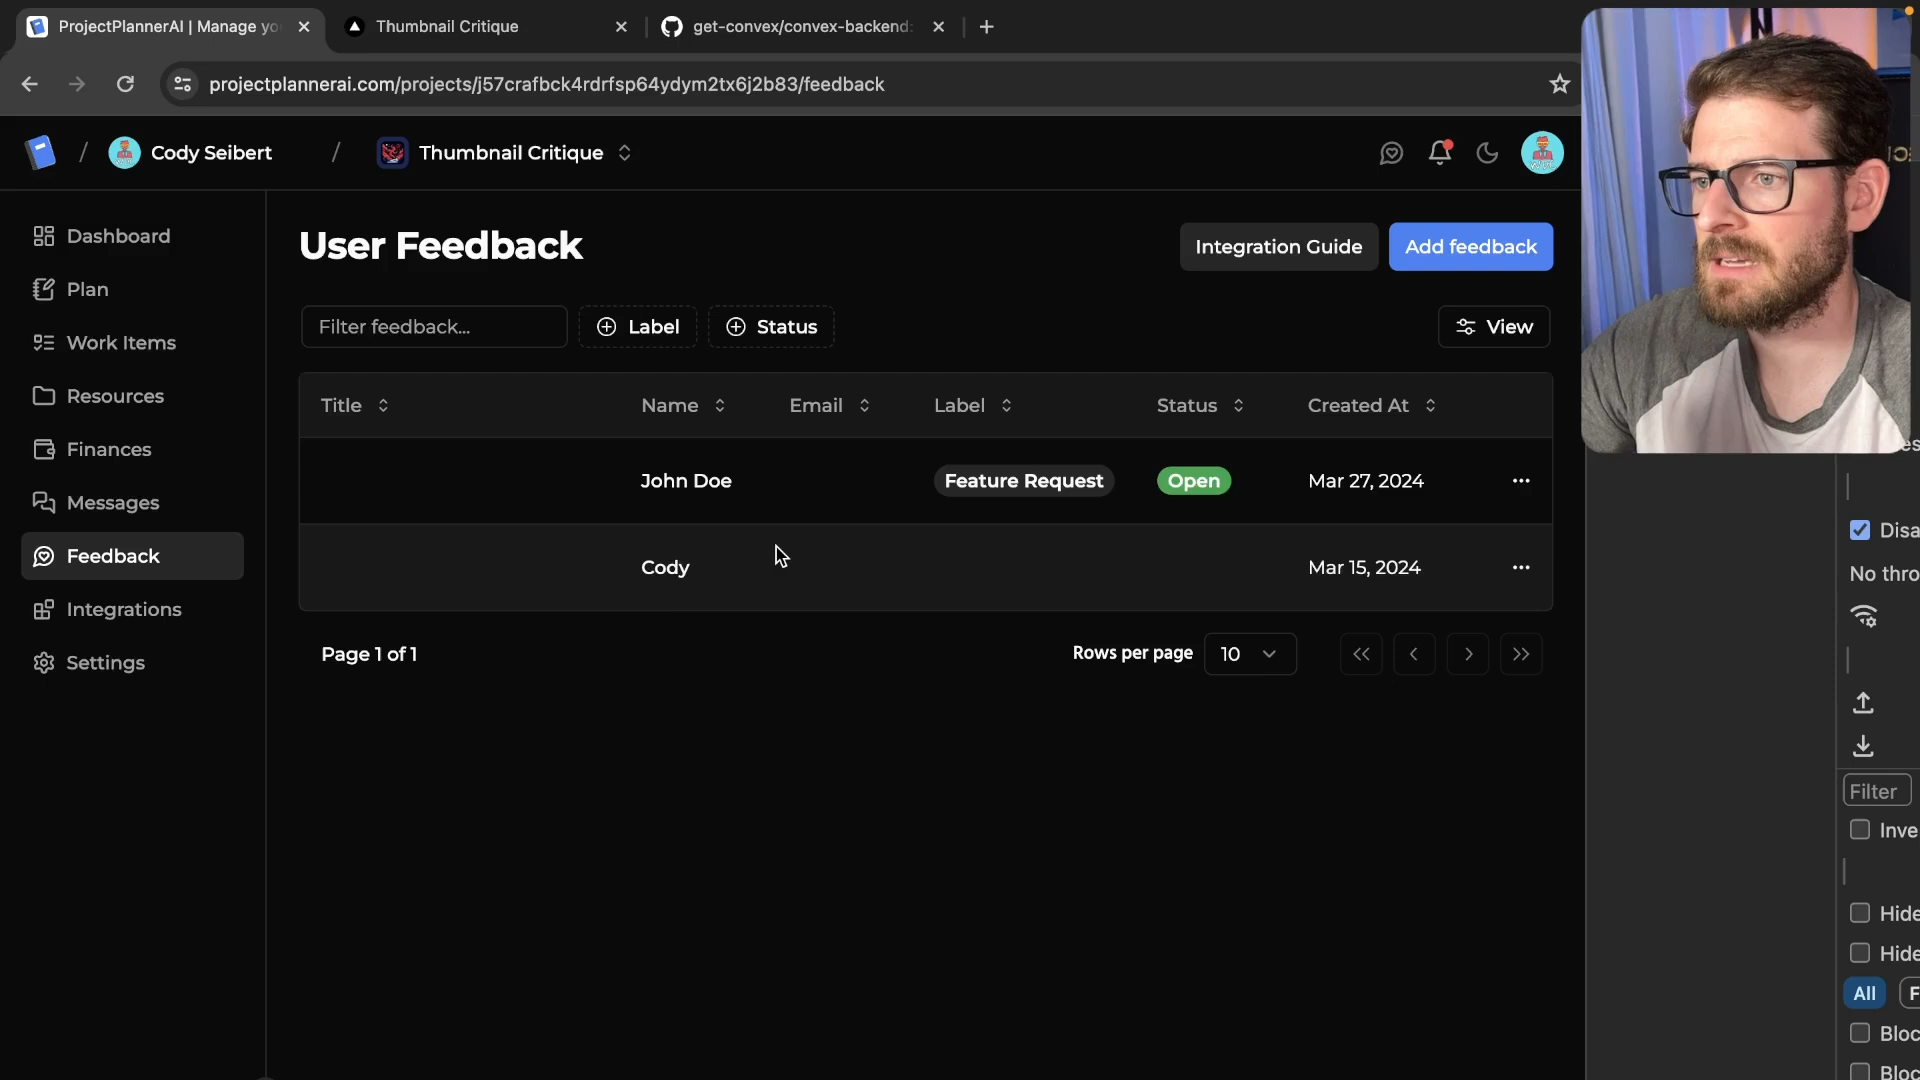 ProjectPlannerAI | Manage yo
Thumbnail Critique
get-convex/convex-backend:
projectplannerai.com/projects/j57crafbck4rdrfsp64ydym2tx6j2b83/feedback
/ Cody Seibert / Thumbnail Critique
Dashboard
Plan
Work Items
Resources
Finances
Messages
Feedback
Integrations
Settings
User Feedback
Integration Guide
Add feedback
Filter feedback...
Label
Status
View
Title Name Email Label Status Created At
John Doe Feature Request Open Mar 27, 2024
Cody Mar 15, 2024
Page 1 of 1
Rows per page 10
Disa
No thro
Filter
Inve
Hide
Hide
All F
Bloc
Bloc